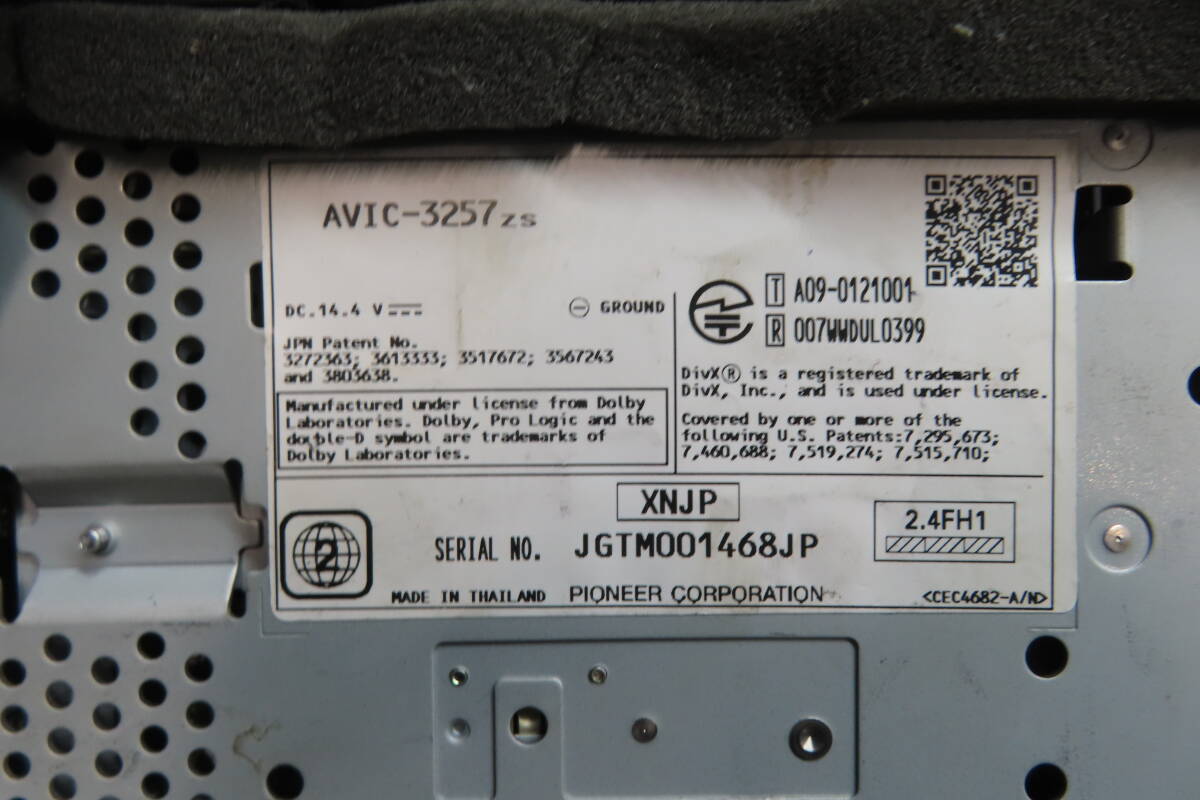 AVIC-3257zs
DC.14.4 V
⊖ GROUND
JPN Patent No.
3272363; 3613333; 3517672; 3567243
and 3803638.
Manufactured under license from Dolby
Laboratories. Dolby, Pro Logic and the
double-D symbol are trademarks of
Dolby Laboratories.
T A09-0121001
R 007WWDUL0399
DivX® is a registered trademark of
DivX, Inc., and is used under license.
Covered by one or more of the
following U.S. Patents:7,295,673;
7,460,688; 7,519,274; 7,515,710;
XNJP
2
SERIAL NO. JGTM001468JP
2.4FH1
MADE IN THAILAND PIONEER CORPORATION
<CEC4682-A/N>